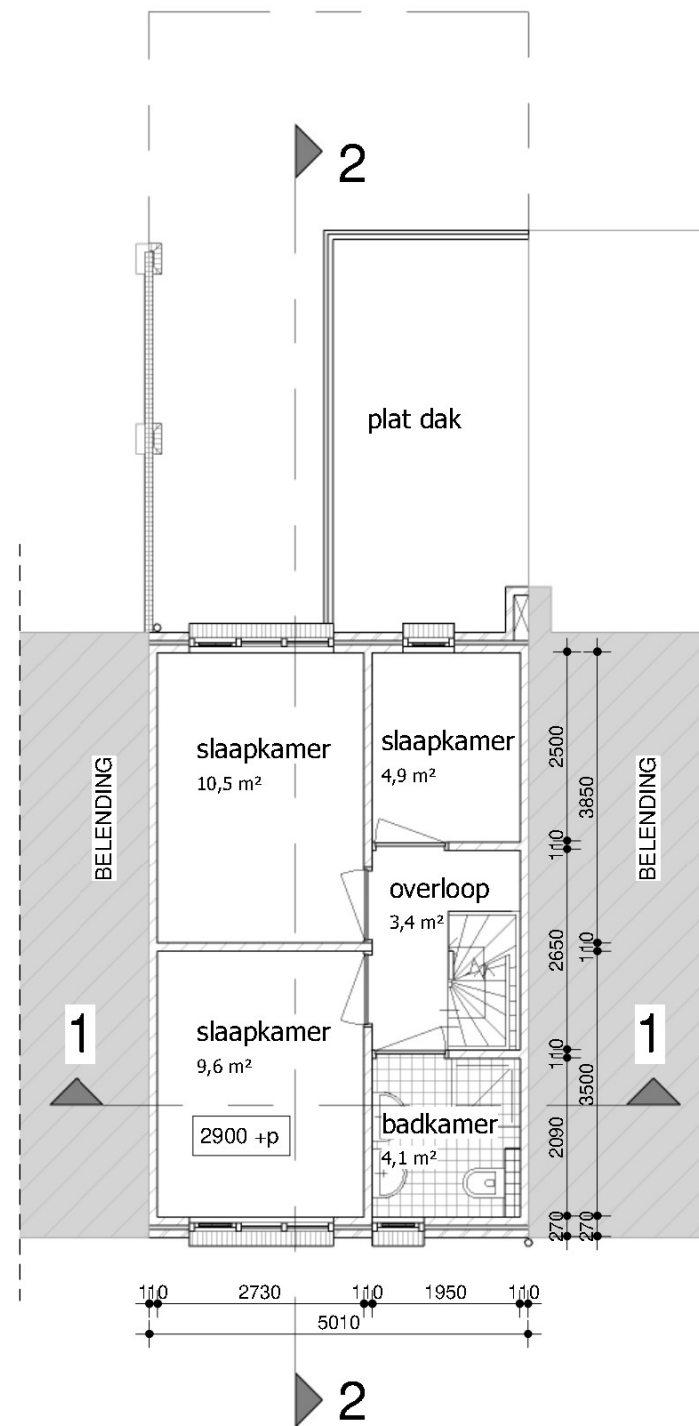 2
plat dak
slaapkamer
10,5 m²
slaapkamer
4,9 m²
BELENDING
BELENDING
2500
3850
110
overloop
3,4 m²
2650
110
slaapkamer
9,6 m²
1
1
110
3500
2900 +p
badkamer
4,1 m²
2090
270
270
110
2730
110
1950
110
5010
2